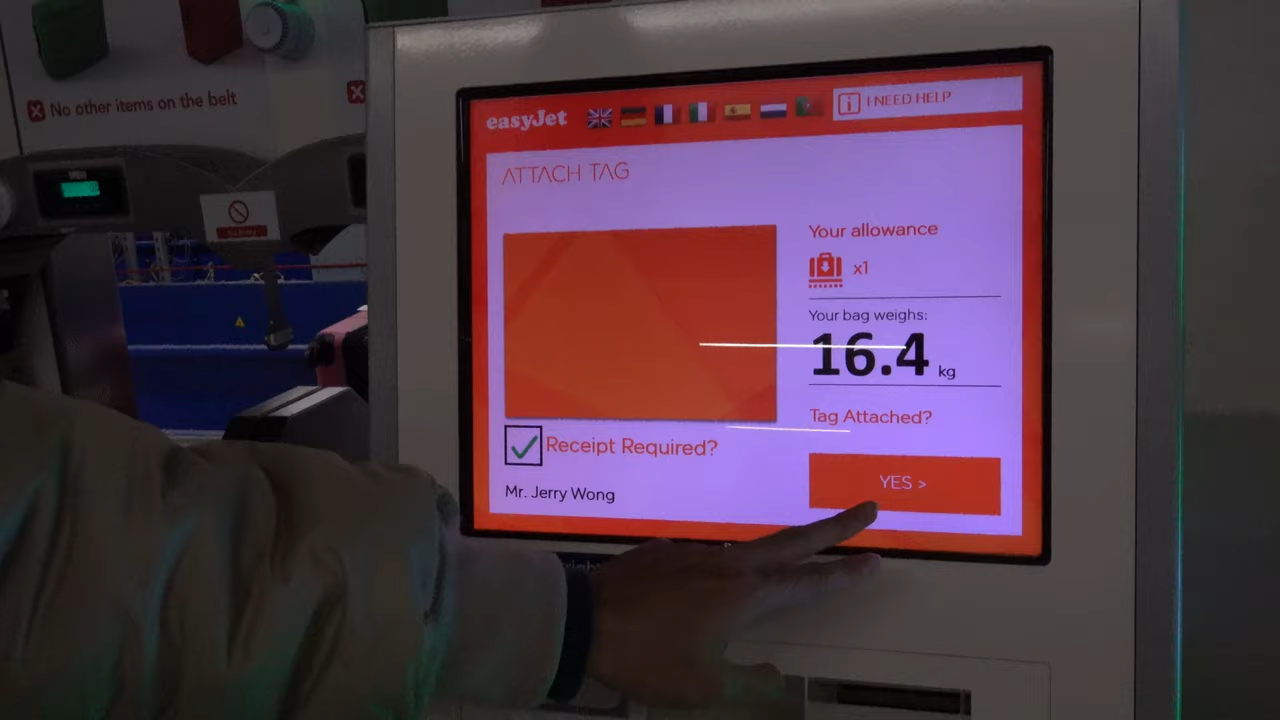 No other items on the belt
easyJet
I NEED HELP
ATTACH TAG
Your allowance
x1
Your bag weighs:
16.4 kg
Tag Attached?
Receipt Required?
YES >
Mr. Jerry Wong